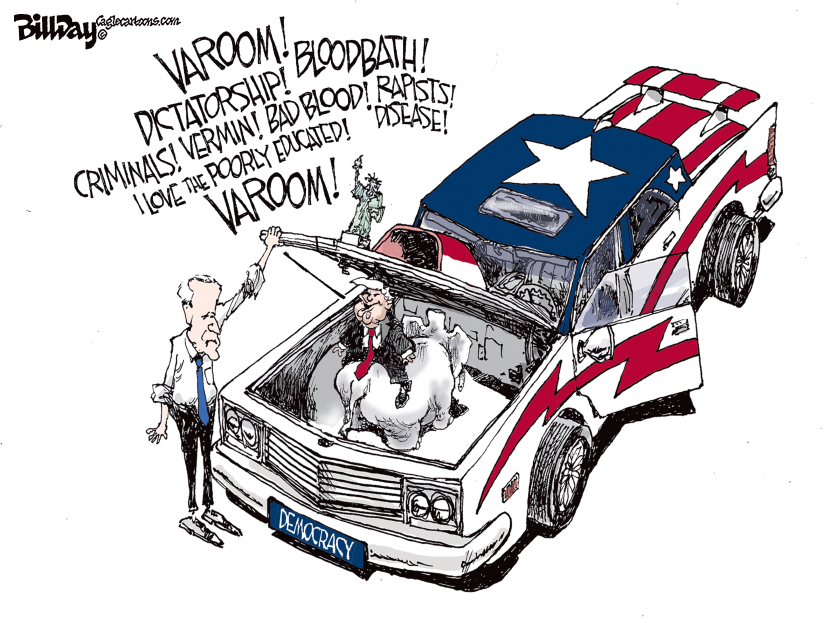 Billday © Caglecartoons.com
VAROOM! BLOODBATH!
DICTATORSHIP! BAD BLOOD! RAPISTS!
CRIMINALS! VERMIN! DISEASE!
I LOVE THE POORLY EDUCATED!
VAROOM!
DEMOCRACY